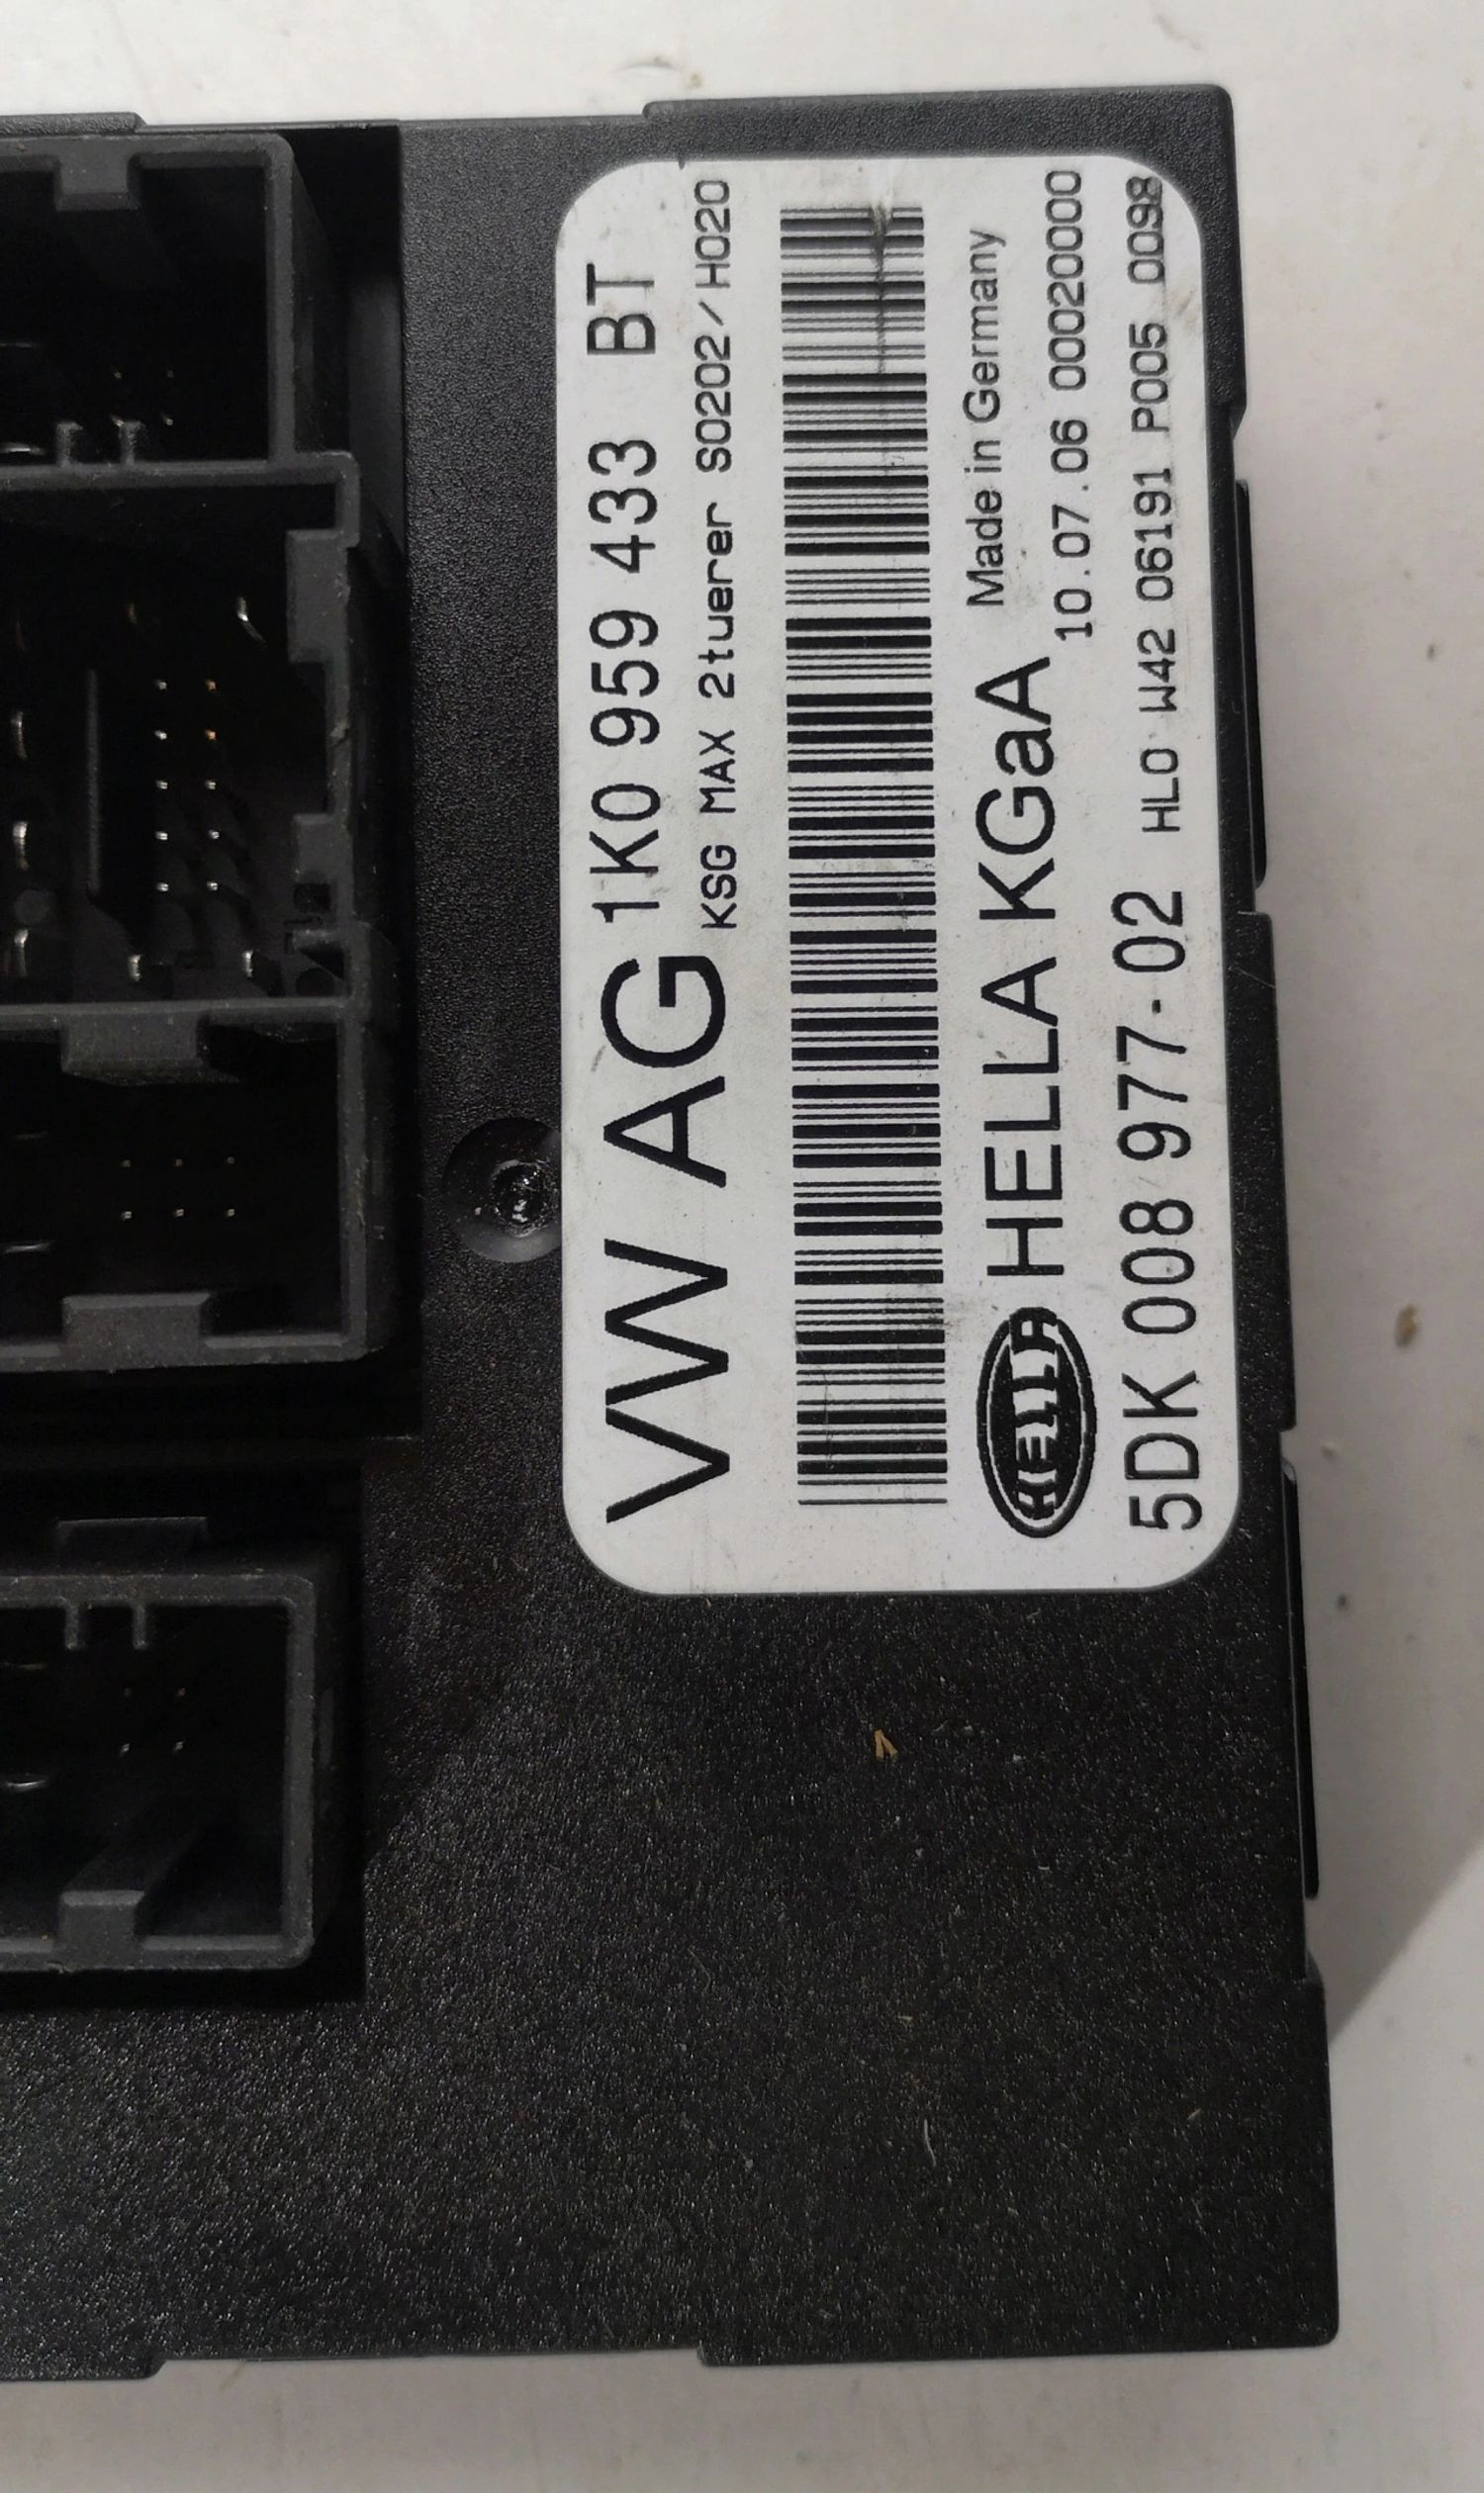 VW AG 1K0 959 433 BT
KSG MAX 2tuerer S0202/H020
HELLA HELLA KGaA Made in Germany
10.07.06 00020000
5DK 008 977-02 HLO W42 06191 P005 0098